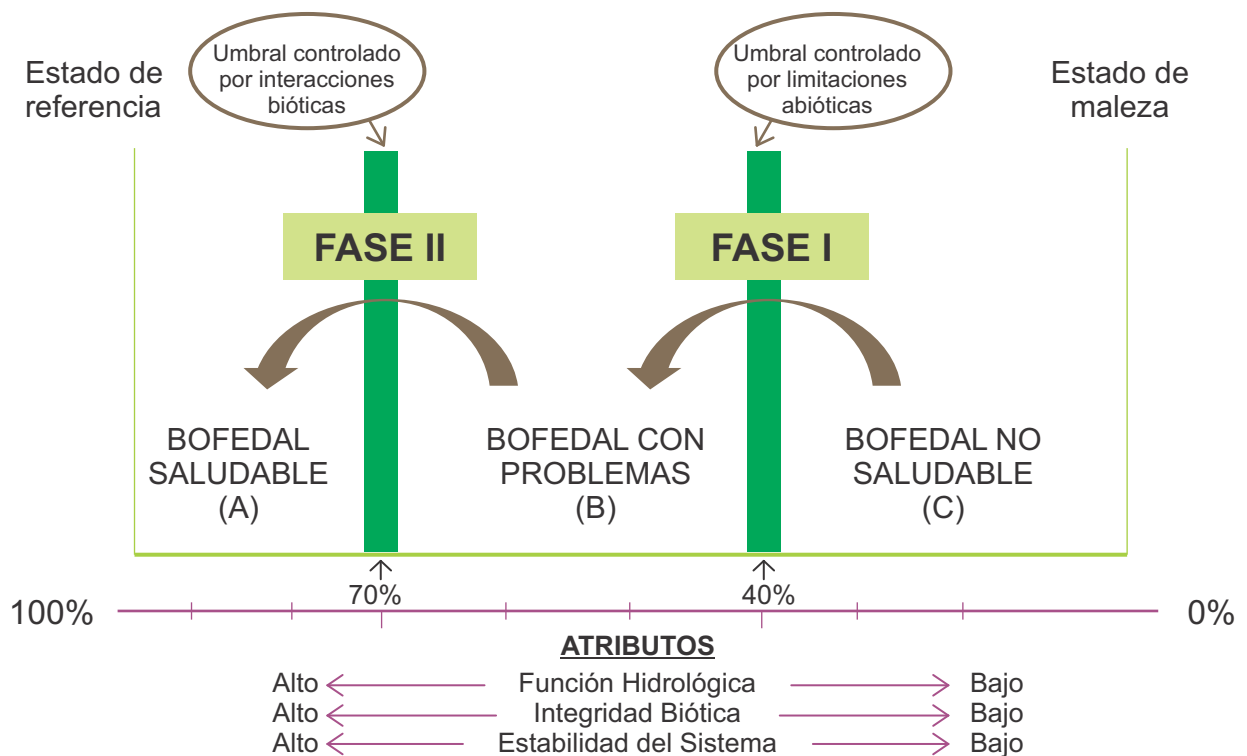 Estado de
referencia
Umbral controlado
por interacciones
bióticas
Umbral controlado
por limitaciones
abióticas
Estado de
maleza
FASE II
FASE I
BOFEDAL
SALUDABLE
(A)
BOFEDAL CON
PROBLEMAS
(B)
BOFEDAL NO
SALUDABLE
(C)
100%
70%
40%
0%
ATRIBUTOS
Alto Función Hidrológica Bajo
Alto Integridad Biótica Bajo
Alto Estabilidad del Sistema Bajo